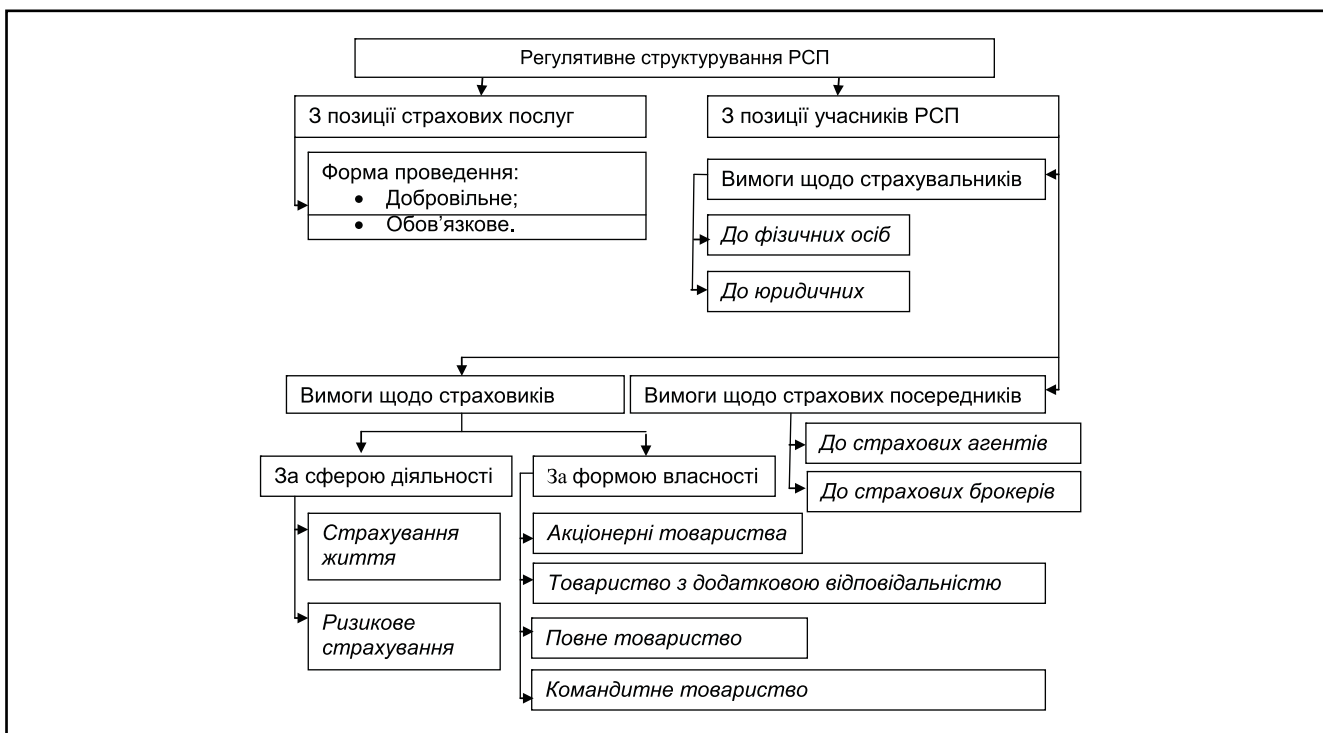 Регулятивне структурування РСП
З позиції страхових послуг
З позиції учасників РСП
Форма проведення:
• Добровільне;
• Обов’язкове.
Вимоги щодо страхувальників
До фізичних осіб
До юридичних
Вимоги щодо страховиків
Вимоги щодо страхових посередників
До страхових агентів
До страхових брокерів
За сферою діяльності
За формою власності
Страхування
життя
Ризикове
страхування
Акціонерні товариства
Товариство з додатковою відповідальністю
Повне товариство
Командитне товариство